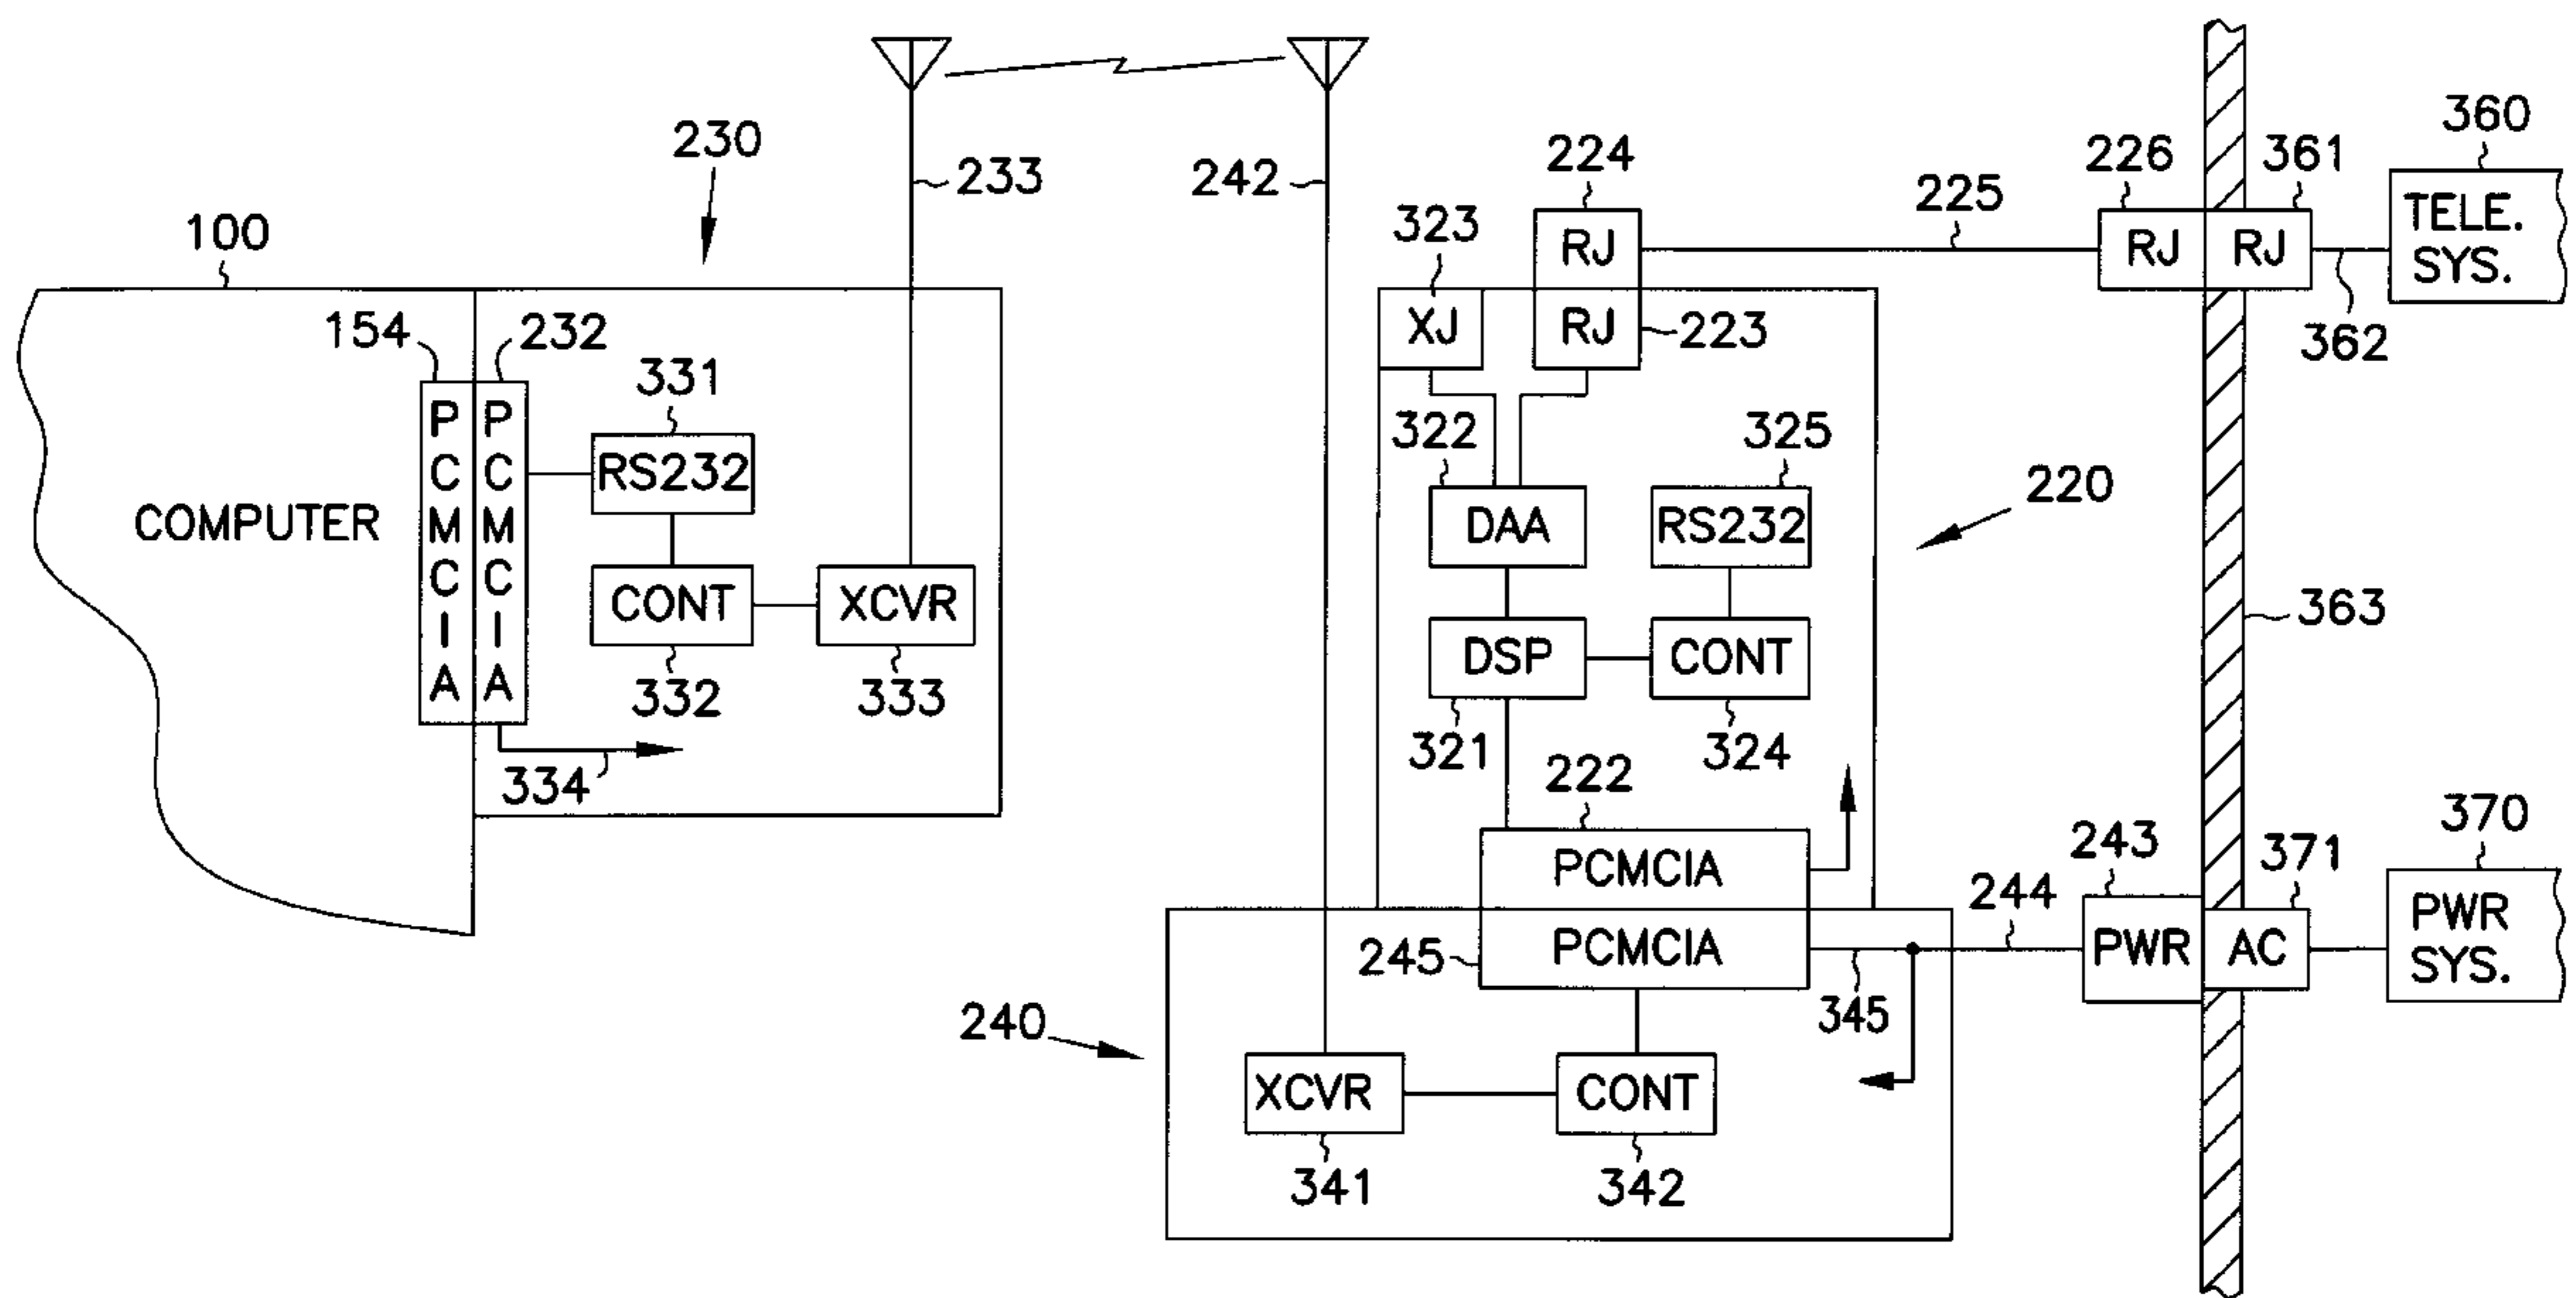 230
233
242
224
226
361
360
100
323
RJ
225
RJ
RJ
TELE.
SYS.
154
232
XJ
RJ
223
362
331
322
325
PCMCIA
PCMCIA
RS232
220
COMPUTER
DAA
RS232
CONT
XCVR
363
DSP
CONT
332
333
321
324
334
222
PCMCIA
243
371
370
244
245
PCMCIA
PWR
AC
PWR
SYS.
240
345
XCVR
CONT
341
342